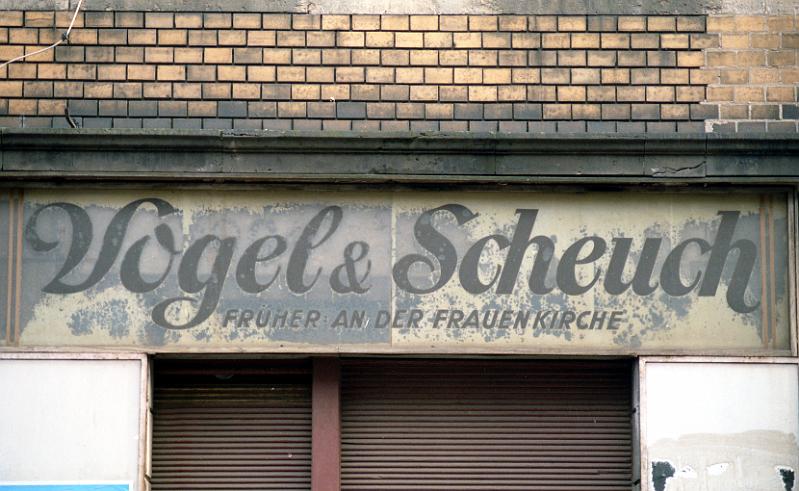 Vogel & Scheuch
FRÜHER AN DER FRAUENKIRCHE